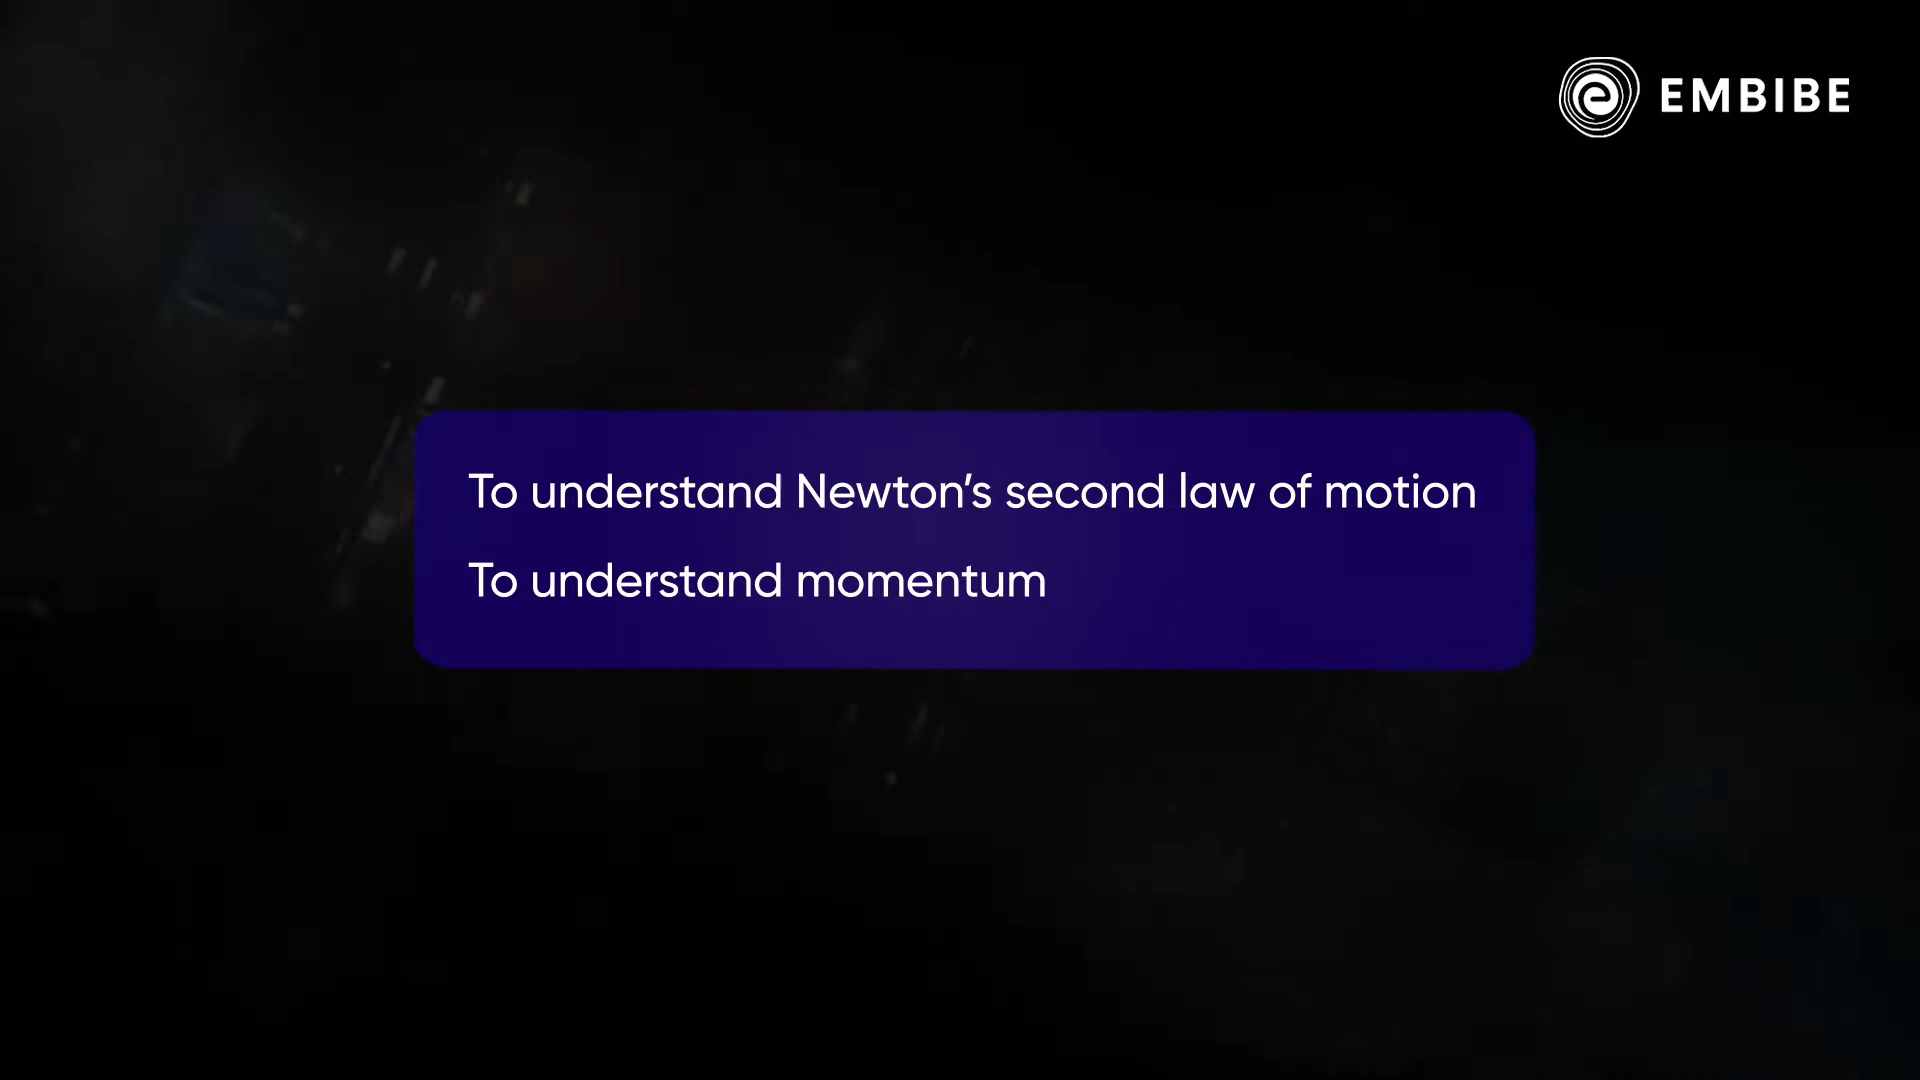 EMBIBE
To understand Newton’s second law of motion
To understand momentum